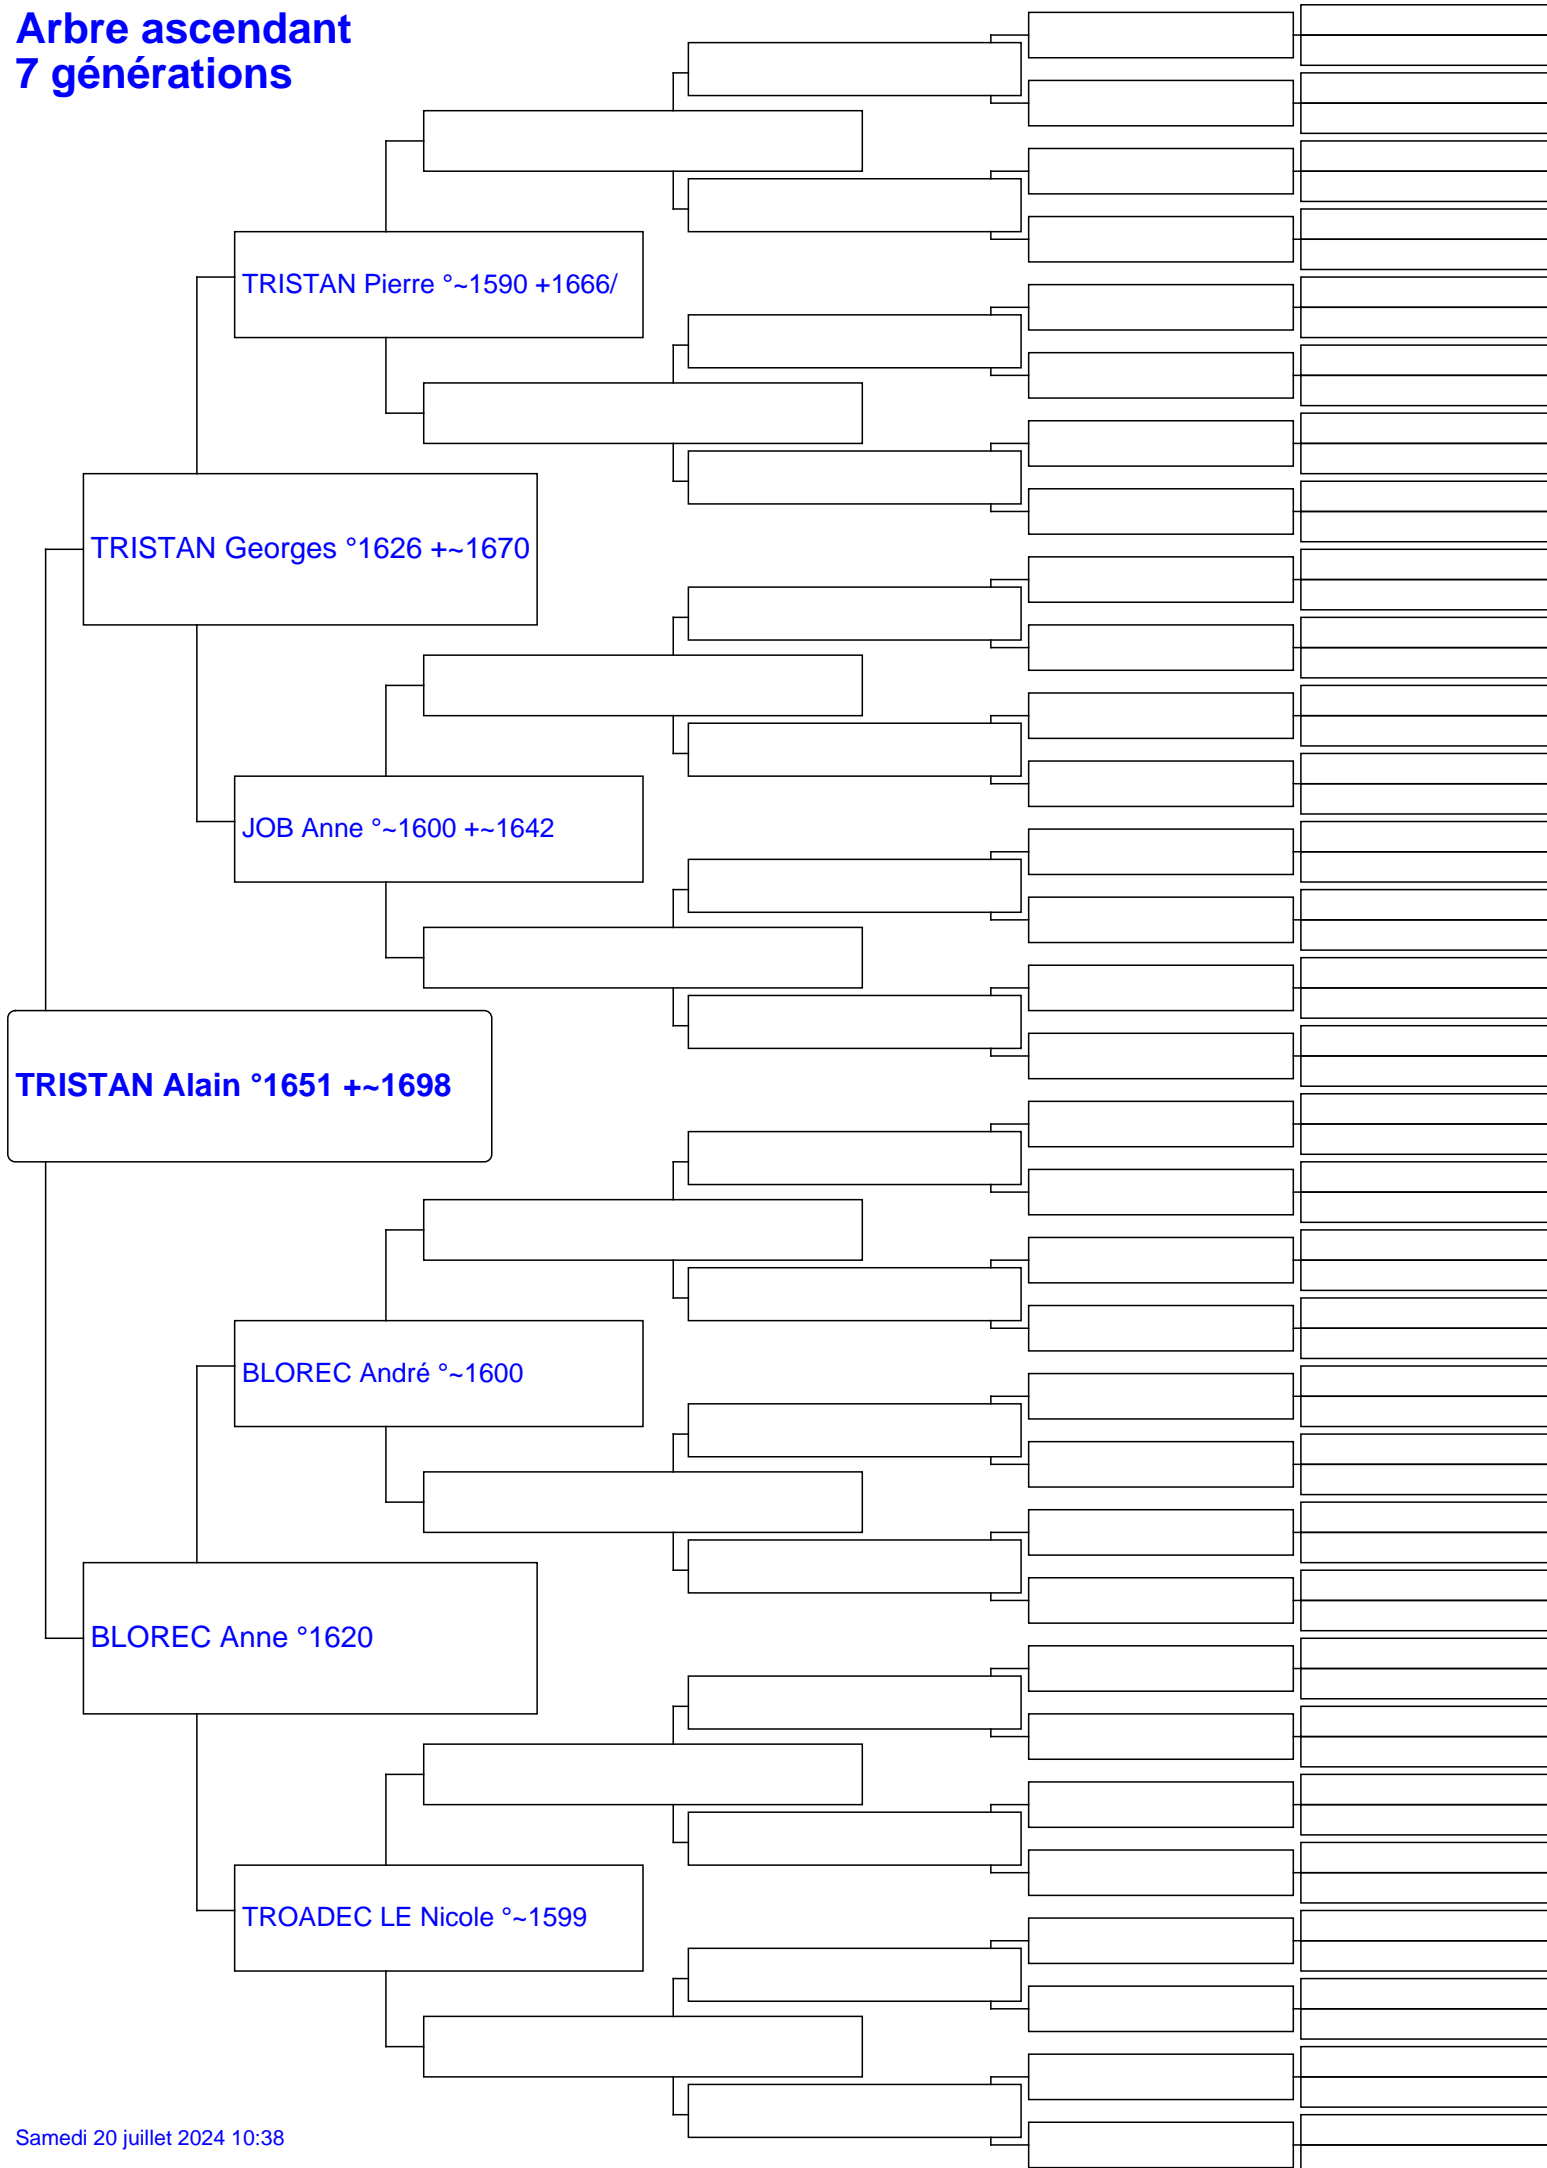 Arbre ascendant
7 générations
TRISTAN Pierre °~1590 +1666/
TRISTAN Georges °1626 +~1670
JOB Anne °~1600 +~1642
TRISTAN Alain °1651 +~1698
BLOREC André °~1600
BLOREC Anne °1620
TROADEC LE Nicole °~1599
Samedi 20 juillet 2024 10:38